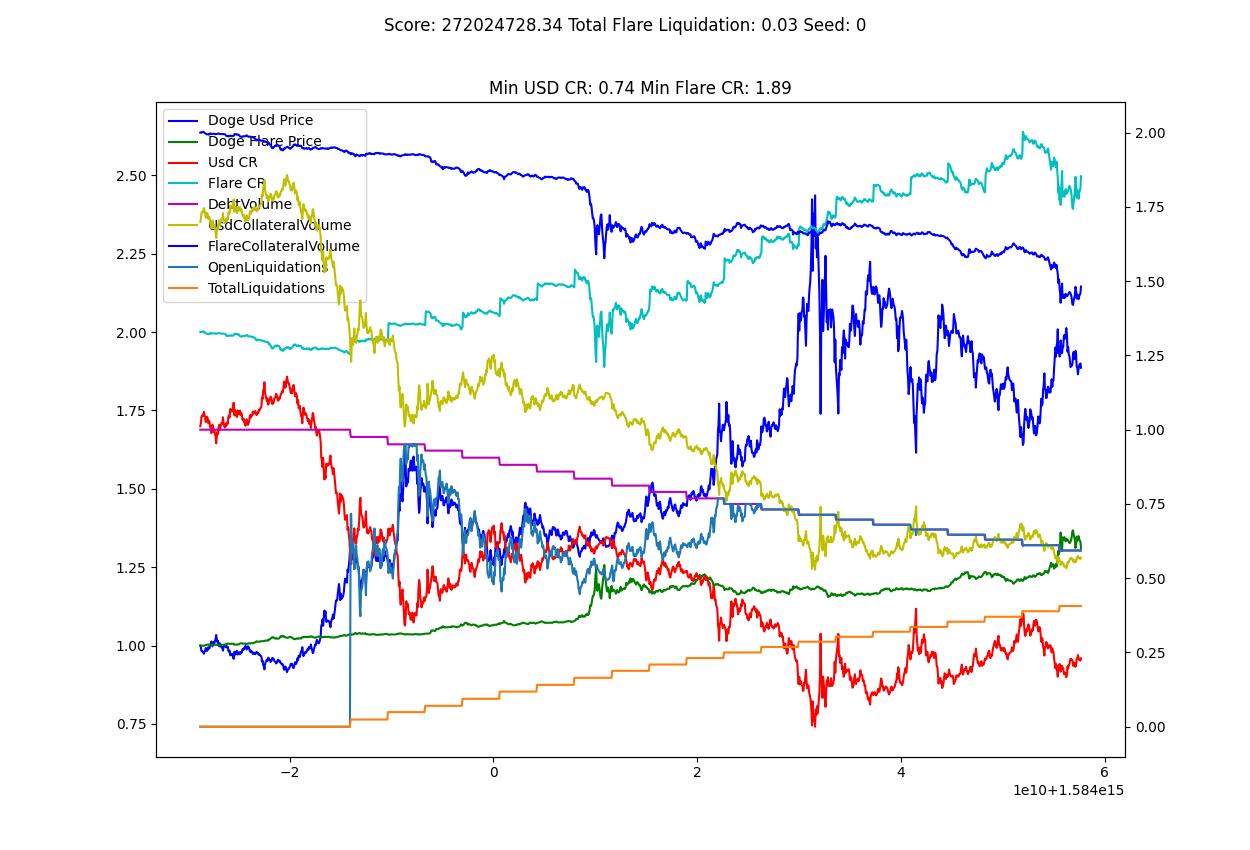 Score: 272024728.34 Total Flare Liquidation: 0.03 Seed: 0
Min USD CR: 0.74 Min Flare CR: 1.89
Doge Usd Price
Doge Flare Price
Usd CR
Flare CR
DebtVolume
UsdCollateralVolume
FlareCollateralVolume
OpenLiquidations
TotalLiquidations
2.50
2.25
2.00
1.75
1.50
1.25
1.00
0.75
2.00
1.75
1.50
1.25
1.00
0.75
0.50
0.25
0.00
−2 0 2 4 6
1e10+1.584e15